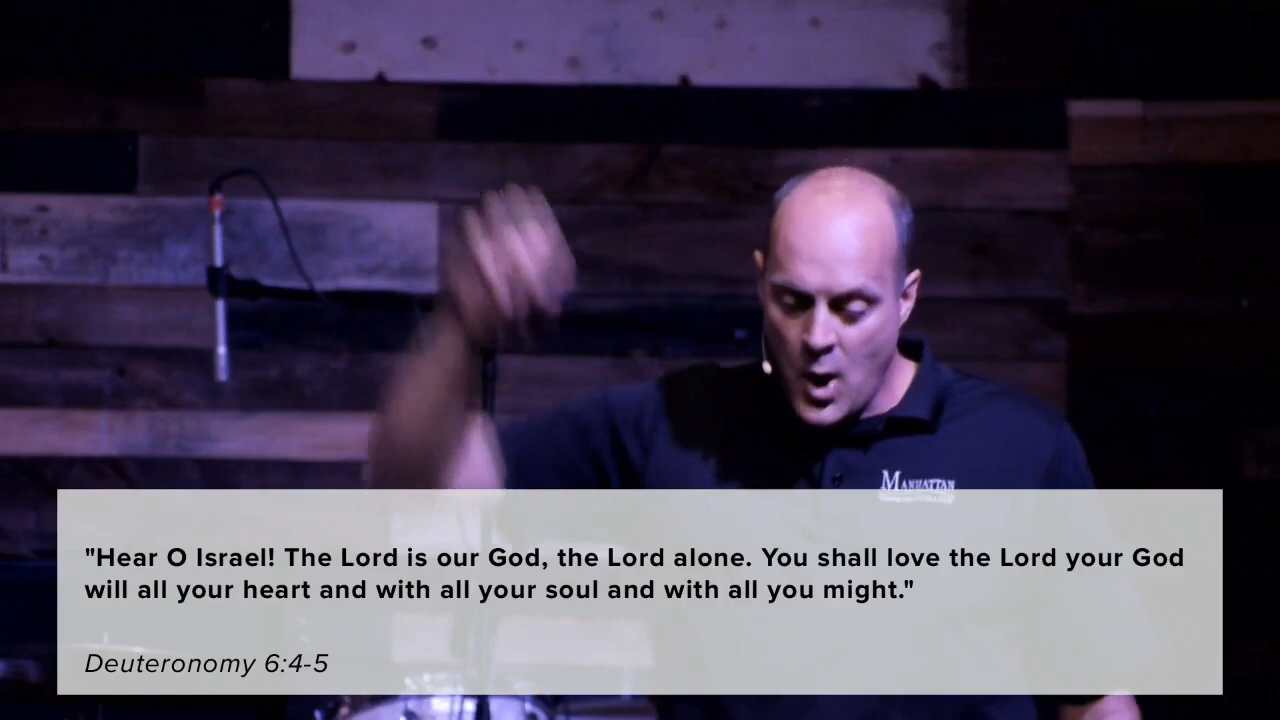 MANHATTAN
"Hear O Israel! The Lord is our God, the Lord alone. You shall love the Lord your God
will all your heart and with all your soul and with all you might."
Deuteronomy 6:4-5